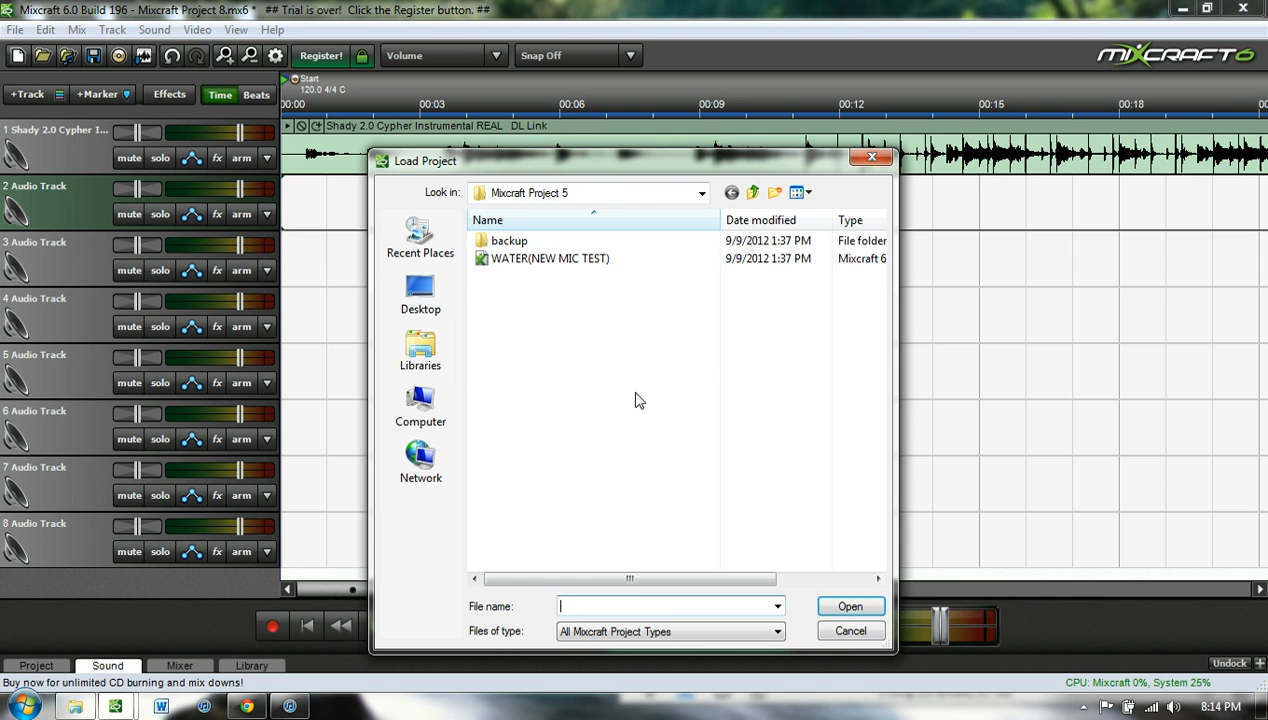 Mixcraft 6.0 Build 196 - Mixcraft Project 8.mx6 * ## Trial is over! Click the Register button. ##
File Edit Mix Track Sound Video View Help
Register! Volume Snap Off MIXCRAFT 6
Start
120.0 4/4 C
+Track +Marker Effects Time Beats
00:00 00:03 00:06 00:09 00:12 00:15 00:18 00
1 Shady 2.0 Cypher I...
Shady 2.0 Cypher Instrumental REAL DL Link
mute solo fx arm
2 Audio Track
mute solo fx arm
3 Audio Track
mute solo fx arm
4 Audio Track
mute solo fx arm
5 Audio Track
mute solo fx arm
6 Audio Track
mute solo fx arm
7 Audio Track
mute solo fx arm
8 Audio Track
mute solo fx arm
Load Project
Look in: Mixcraft Project 5
Name Date modified Type
backup 9/9/2012 1:37 PM File folder
WATER(NEW MIC TEST) 9/9/2012 1:37 PM Mixcraft 6
Recent Places
Desktop
Libraries
Computer
Network
File name: Open
Files of type: All Mixcraft Project Types Cancel
Project Sound Mixer Library Undock
Buy now for unlimited CD burning and mix downs! CPU: Mixcraft 0%, System 25%
8:14 PM